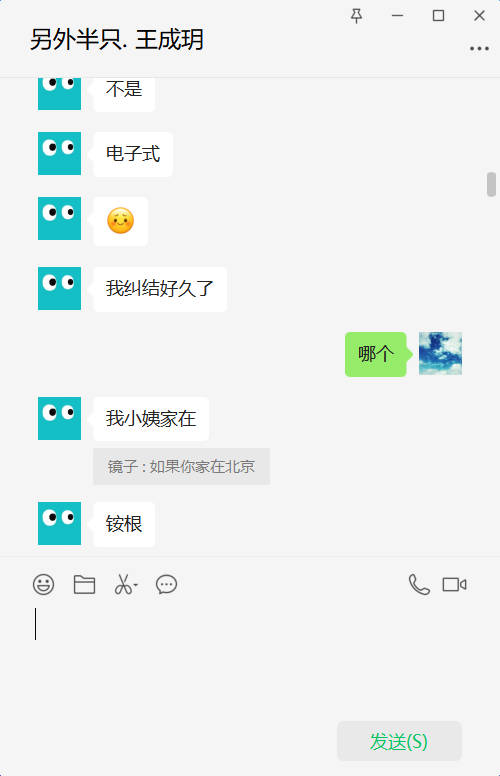 另外半只. 王成玥
不是
电子式
我纠结好久了
哪个
我小姨家在
镜子 : 如果你家在北京
铵根
发送(S)